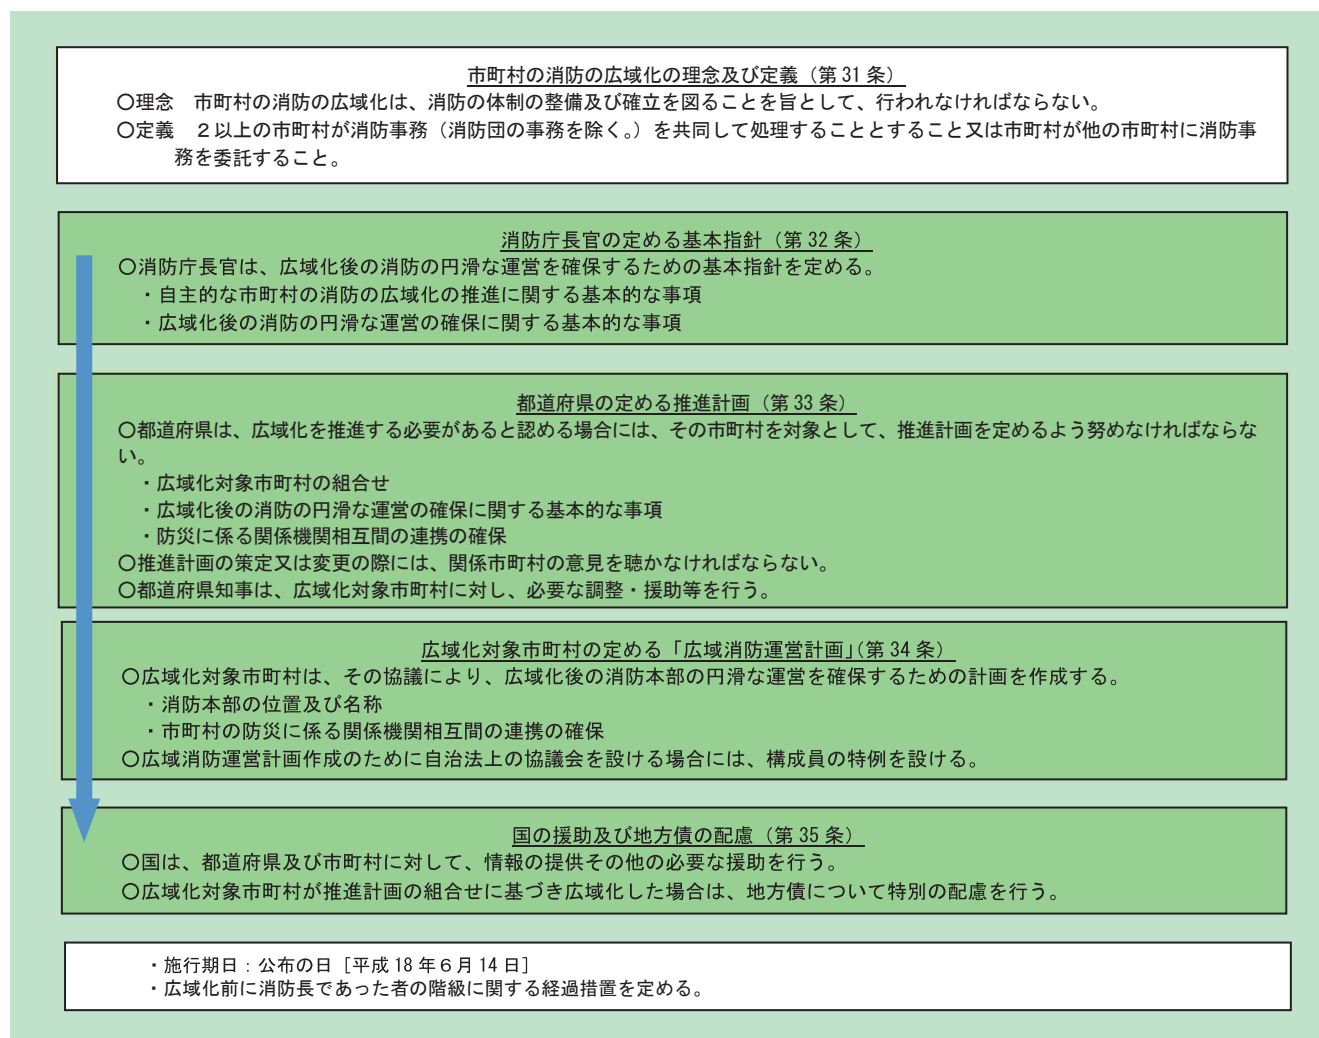 市町村の消防の広域化の理念及び定義（第 31 条）
○理念　市町村の消防の広域化は、消防の体制の整備及び確立を図ることを旨として、行われなければならない。
○定義　２以上の市町村が消防事務（消防団の事務を除く。）を共同して処理することとすること又は市町村が他の市町村に消防事
務を委託すること。
消防庁長官の定める基本指針（第 32 条）
○消防庁長官は、広域化後の消防の円滑な運営を確保するための基本指針を定める。
・自主的な市町村の消防の広域化の推進に関する基本的な事項
・広域化後の消防の円滑な運営の確保に関する基本的な事項
都道府県の定める推進計画（第 33 条）
○都道府県は、広域化を推進する必要があると認める場合には、その市町村を対象として、推進計画を定めるよう努めなければならな
い。
・広域化対象市町村の組合せ
・広域化後の消防の円滑な運営の確保に関する基本的な事項
・防災に係る関係機関相互間の連携の確保
○推進計画の策定又は変更の際には、関係市町村の意見を聴かなければならない。
○都道府県知事は、広域化対象市町村に対し、必要な調整・援助等を行う。
広域化対象市町村の定める「広域消防運営計画」（第 34 条）
○広域化対象市町村は、その協議により、広域化後の消防本部の円滑な運営を確保するための計画を作成する。
・消防本部の位置及び名称
・市町村の防災に係る関係機関相互間の連携の確保
○広域消防運営計画作成のために自治法上の協議会を設ける場合には、構成員の特例を設ける。
国の援助及び地方債の配慮（第 35 条）
○国は、都道府県及び市町村に対して、情報の提供その他の必要な援助を行う。
○広域化対象市町村が推進計画の組合せに基づき広域化した場合は、地方債について特別の配慮を行う。
・施行期日：公布の日［平成 18 年６月 14 日］
・広域化前に消防長であった者の階級に関する経過措置を定める。